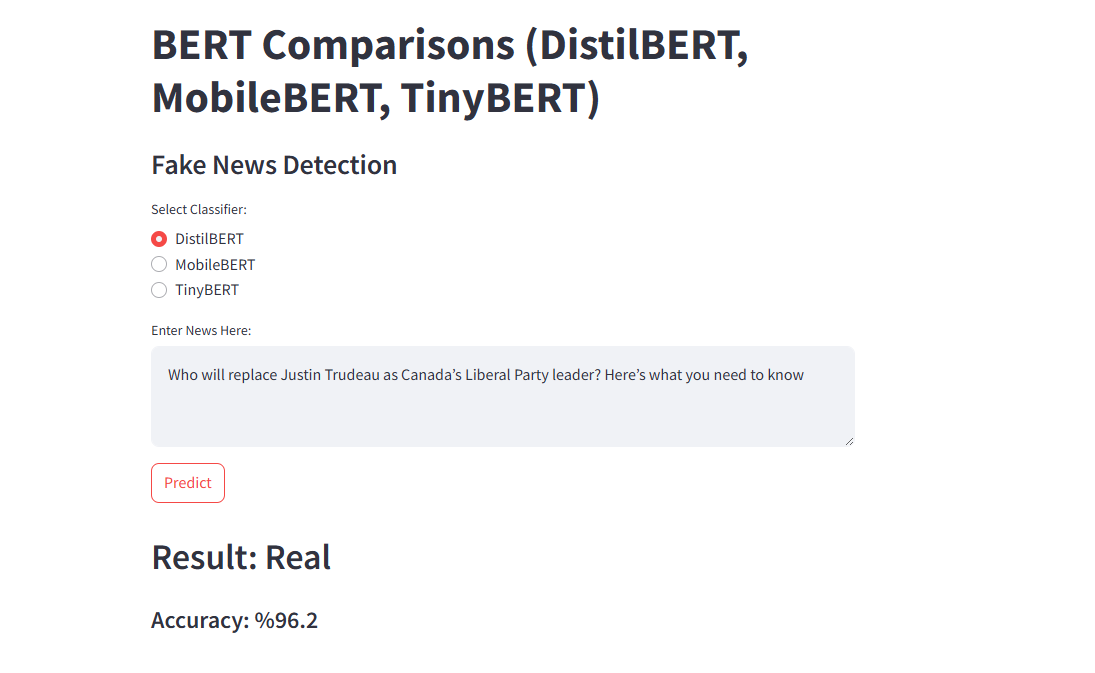 BERT Comparisons (DistilBERT,
MobileBERT, TinyBERT)
Fake News Detection
Select Classifier:
DistilBERT
MobileBERT
TinyBERT
Enter News Here:
Who will replace Justin Trudeau as Canada’s Liberal Party leader? Here’s what you need to know
Predict
Result: Real
Accuracy: %96.2